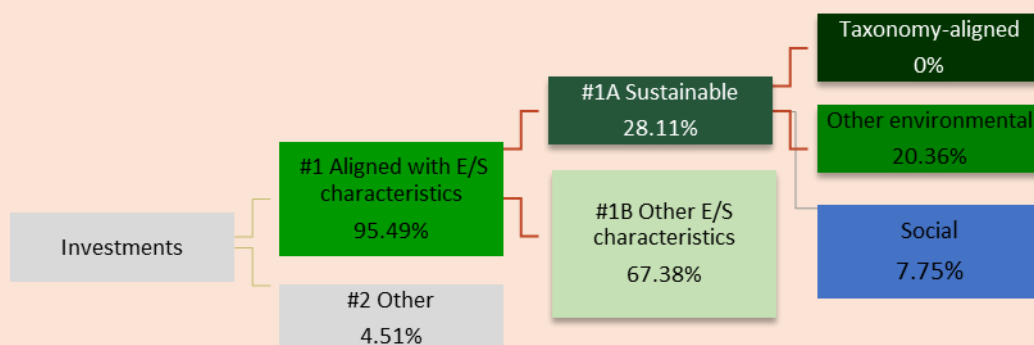 Investments
#1 Aligned with E/S
characteristics
95.49%
#2 Other
4.51%
#1A Sustainable
28.11%
#1B Other E/S
characteristics
67.38%
Taxonomy-aligned
0%
Other environmental
20.36%
Social
7.75%